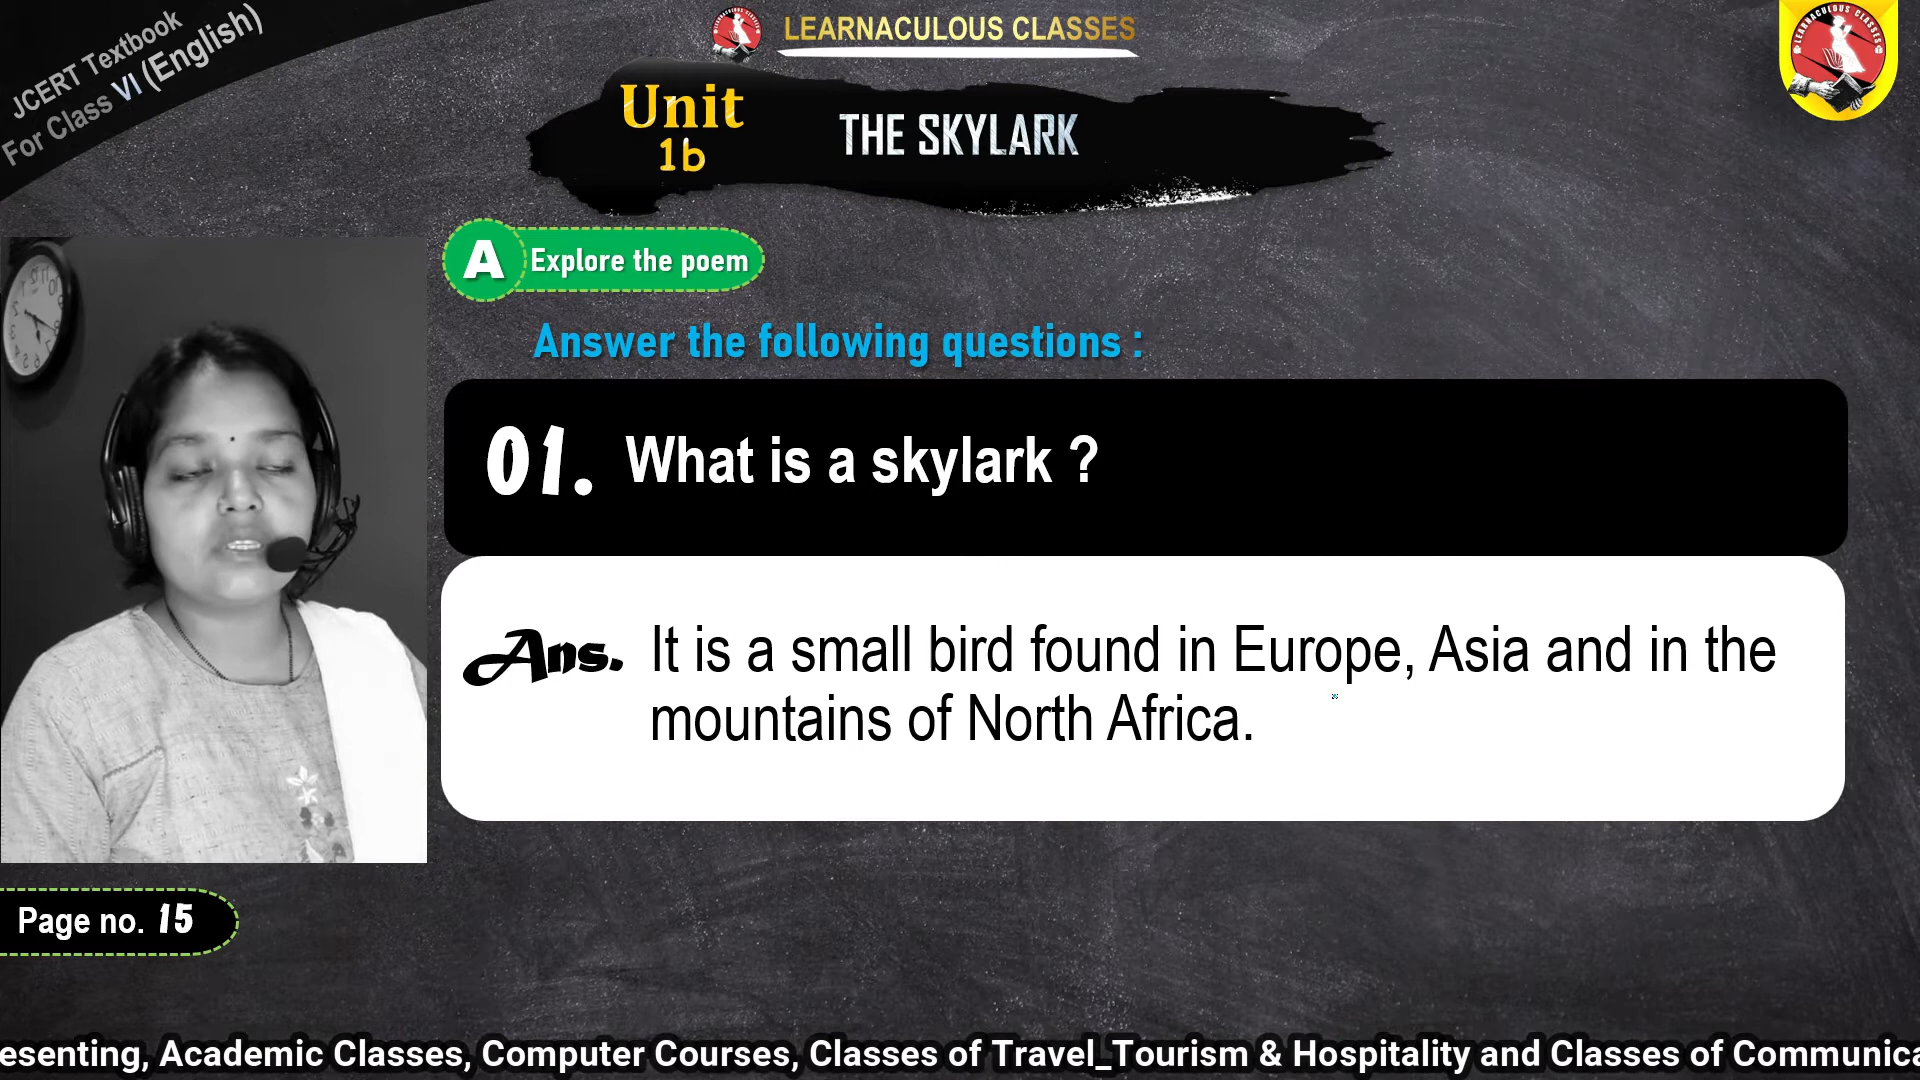 JCERT Textbook
For Class VI (English)
LEARNACULOUS CLASSES
LEARNACULOUS CLASSES
Unit
1b
THE SKYLARK
A Explore the poem
Answer the following questions :
01. What is a skylark ?
Ans. It is a small bird found in Europe, Asia and in the
mountains of North Africa.
Page no. 15
esenting, Academic Classes, Computer Courses, Classes of Travel_Tourism & Hospitality and Classes of Communica